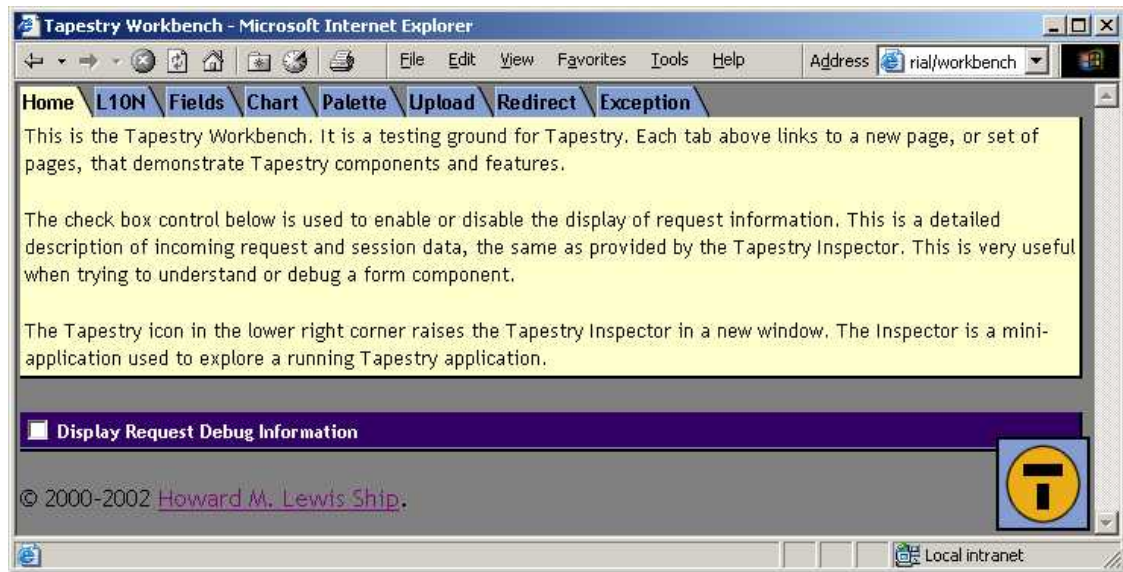 Tapestry Workbench - Microsoft Internet Explorer
File Edit View Favorites Tools Help Address rial/workbench
Home L10N Fields Chart Palette Upload Redirect Exception
This is the Tapestry Workbench. It is a testing ground for Tapestry. Each tab above links to a new page, or set of
pages, that demonstrate Tapestry components and features.
The check box control below is used to enable or disable the display of request information. This is a detailed
description of incoming request and session data, the same as provided by the Tapestry Inspector. This is very useful
when trying to understand or debug a form component.
The Tapestry icon in the lower right corner raises the Tapestry Inspector in a new window. The Inspector is a mini-
application used to explore a running Tapestry application.
Display Request Debug Information
© 2000-2002 Howard M. Lewis Ship.
Local intranet